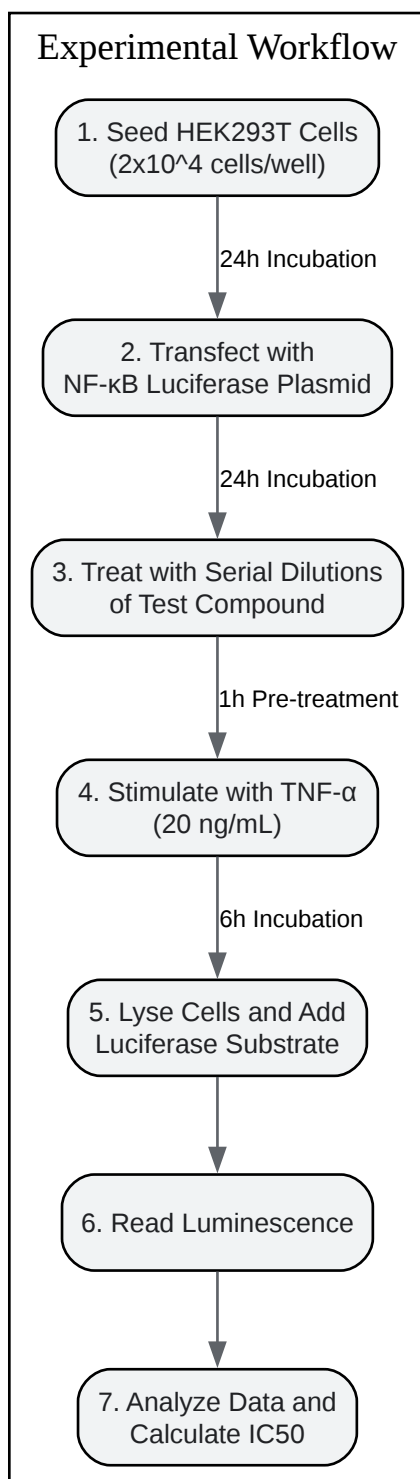 Experimental Workflow
1. Seed HEK293T Cells
(2x10^4 cells/well)
24h Incubation
2. Transfect with
NF-κB Luciferase Plasmid
24h Incubation
3. Treat with Serial Dilutions
of Test Compound
1h Pre-treatment
4. Stimulate with TNF-α
(20 ng/mL)
6h Incubation
5. Lyse Cells and Add
Luciferase Substrate
6. Read Luminescence
7. Analyze Data and
Calculate IC50